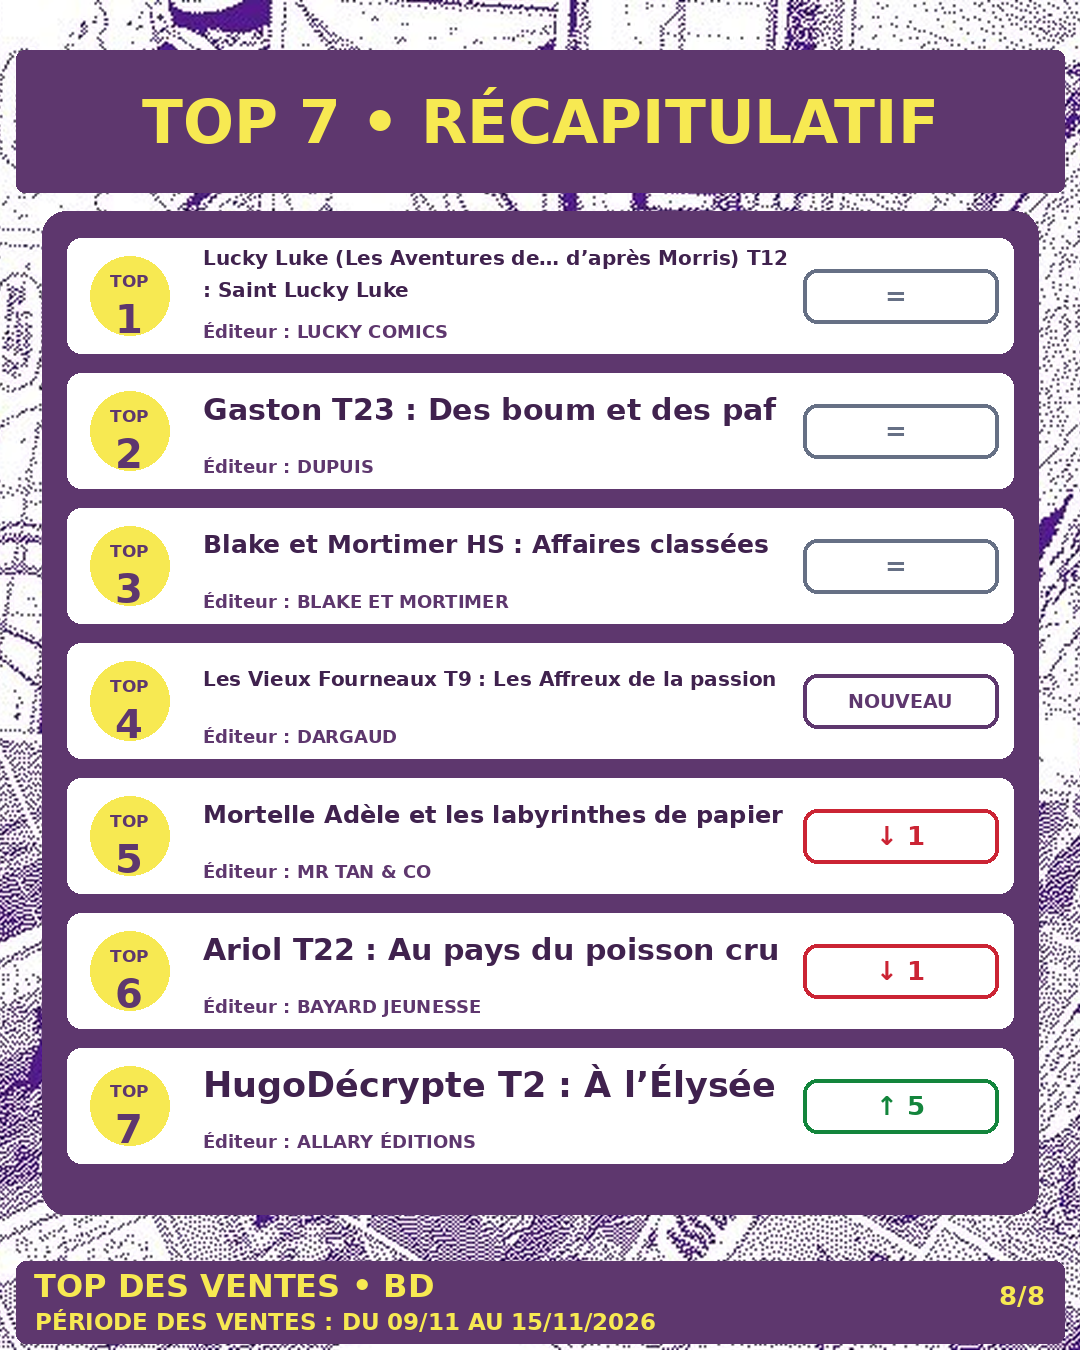 TOP 7 • RÉCAPITULATIF
TOP
1
Lucky Luke (Les Aventures de… d’après Morris) T12
: Saint Lucky Luke
Éditeur : LUCKY COMICS
=
TOP
2
Gaston T23 : Des boum et des paf
Éditeur : DUPUIS
=
TOP
3
Blake et Mortimer HS : Affaires classées
Éditeur : BLAKE ET MORTIMER
=
TOP
4
Les Vieux Fourneaux T9 : Les Affreux de la passion
Éditeur : DARGAUD
NOUVEAU
TOP
5
Mortelle Adèle et les labyrinthes de papier
Éditeur : MR TAN & CO
↓ 1
TOP
6
Ariol T22 : Au pays du poisson cru
Éditeur : BAYARD JEUNESSE
↓ 1
TOP
7
HugoDécrypte T2 : À l’Élysée
Éditeur : ALLARY ÉDITIONS
↑ 5
TOP DES VENTES • BD
PÉRIODE DES VENTES : DU 09/11 AU 15/11/2026
8/8